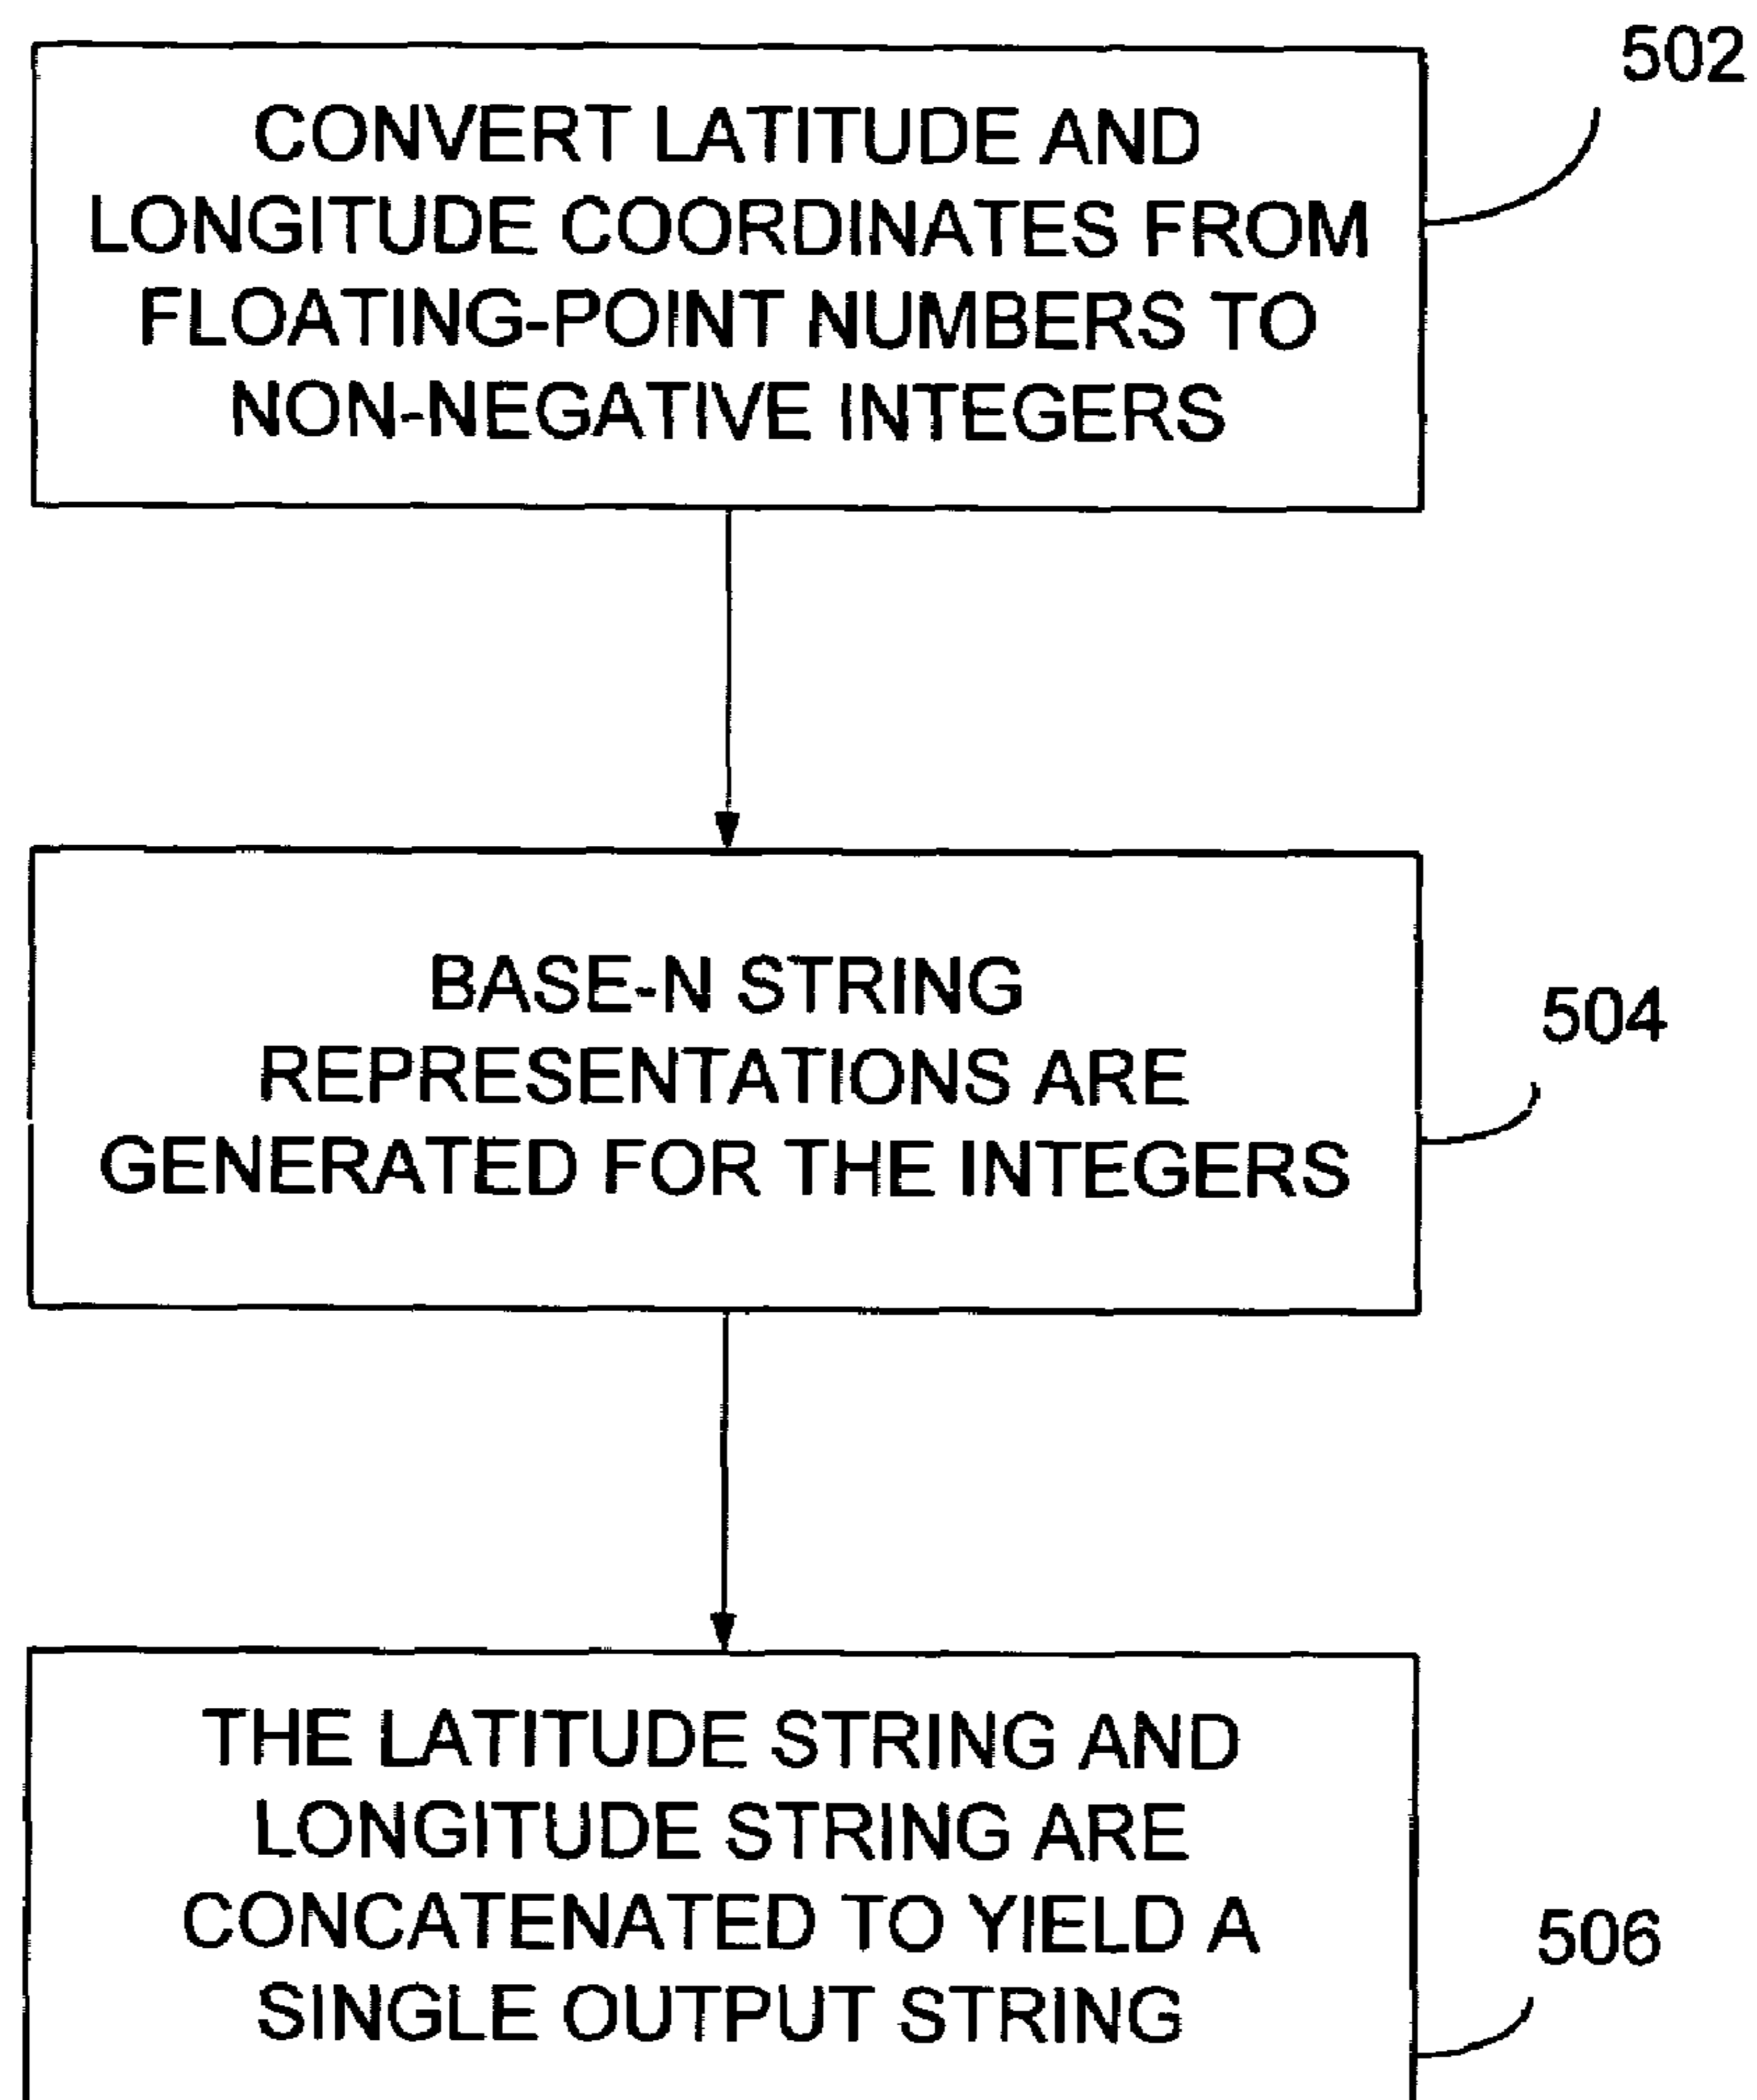 502
CONVERT LATITUDE AND
LONGITUDE COORDINATES FROM
FLOATING-POINT NUMBERS TO
NON-NEGATIVE INTEGERS
BASE-N STRING
REPRESENTATIONS ARE
GENERATED FOR THE INTEGERS
504
THE LATITUDE STRING AND
LONGITUDE STRING ARE
CONCATENATED TO YIELD A
SINGLE OUTPUT STRING
506